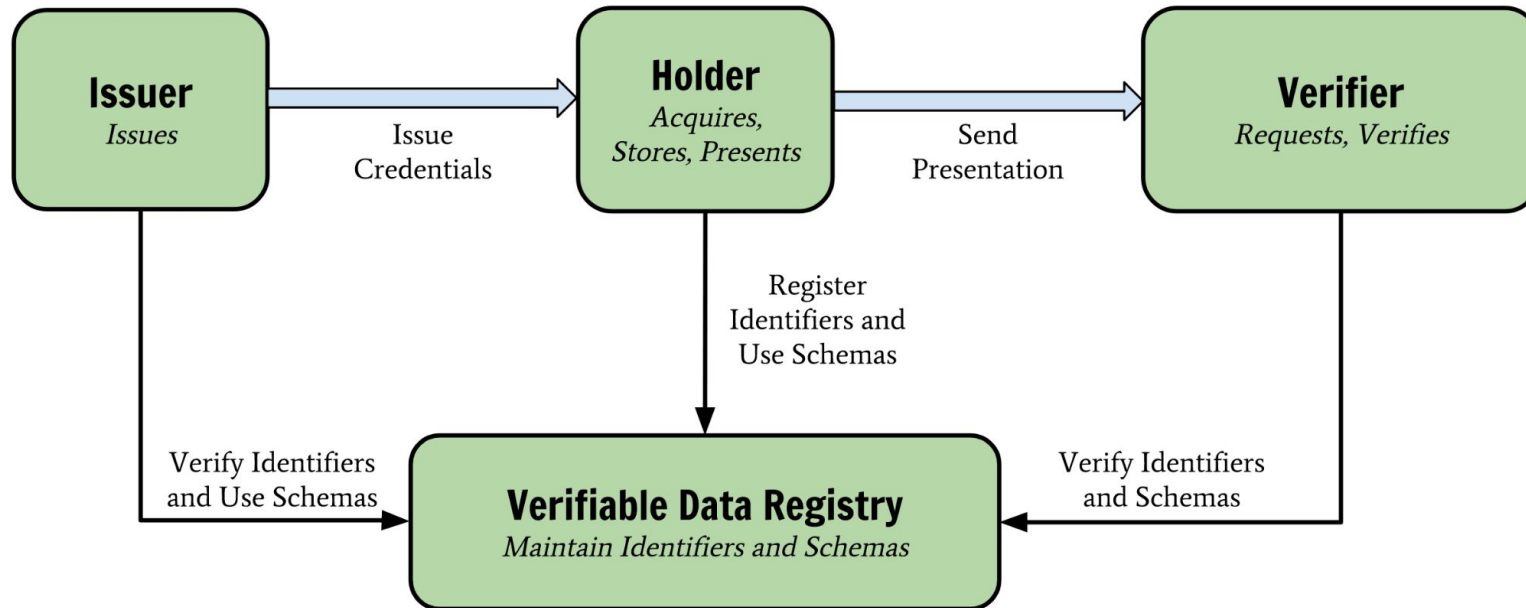 Issuer
Issues
Issue
Credentials
Holder
Acquires,
Stores, Presents
Send
Presentation
Verifier
Requests, Verifies
Register
Identifiers and
Use Schemas
Verify Identifiers
and Use Schemas
Verifiable Data Registry
Maintain Identifiers and Schemas
Verify Identifiers
and Schemas